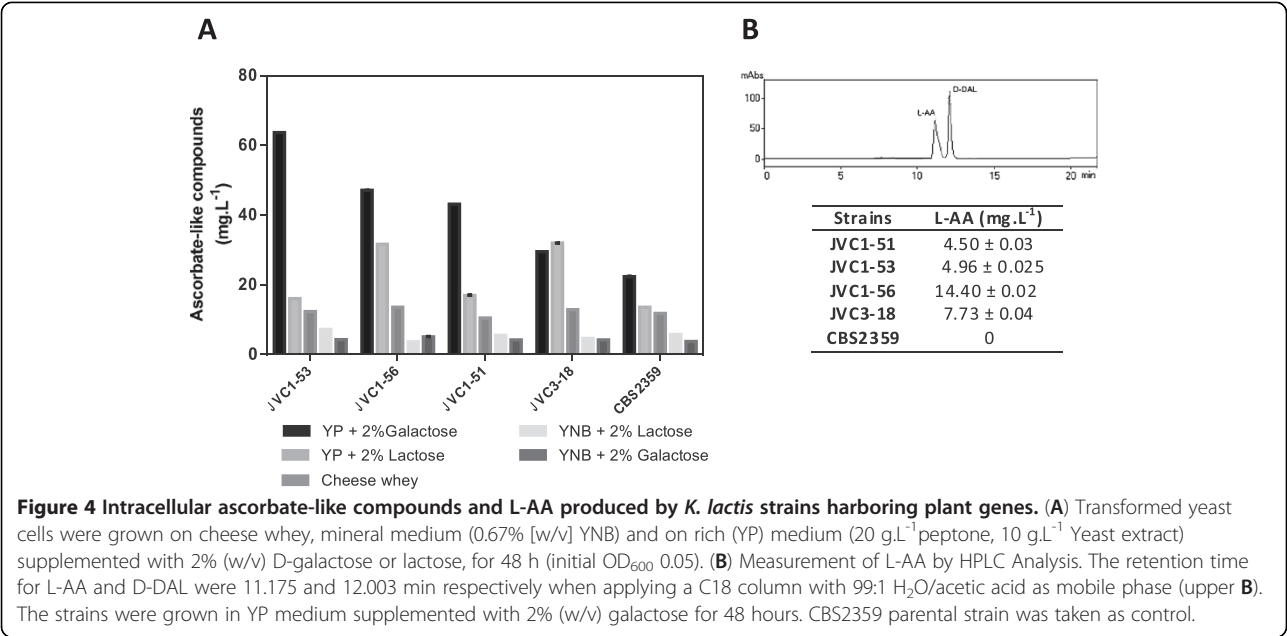 A
B
80
60
40
20
0
Ascorbate-like compounds
(mg.L⁻¹)
JVC1-53
JVC1-56
JVC1-51
JVC3-18
CBS2359
YP + 2%Galactose
YP + 2% Lactose
Cheese whey
YNB + 2% Lactose
YNB + 2% Galactose
mAbs
100
50
0
L-AA
D-DAL
0 5 10 15 20 min
Strains L-AA (mg.L⁻¹)
JVC1-51 4.50 ± 0.03
JVC1-53 4.96 ± 0.025
JVC1-56 14.40 ± 0.02
JVC3-18 7.73 ± 0.04
CBS2359 0
Figure 4 Intracellular ascorbate-like compounds and L-AA produced by K. lactis strains harboring plant genes. (A) Transformed yeast
cells were grown on cheese whey, mineral medium (0.67% [w/v] YNB) and on rich (YP) medium (20 g.L⁻¹peptone, 10 g.L⁻¹ Yeast extract)
supplemented with 2% (w/v) D-galactose or lactose, for 48 h (initial OD₆₀₀ 0.05). (B) Measurement of L-AA by HPLC Analysis. The retention time
for L-AA and D-DAL were 11.175 and 12.003 min respectively when applying a C18 column with 99:1 H₂O/acetic acid as mobile phase (upper B).
The strains were grown in YP medium supplemented with 2% (w/v) galactose for 48 hours. CBS2359 parental strain was taken as control.